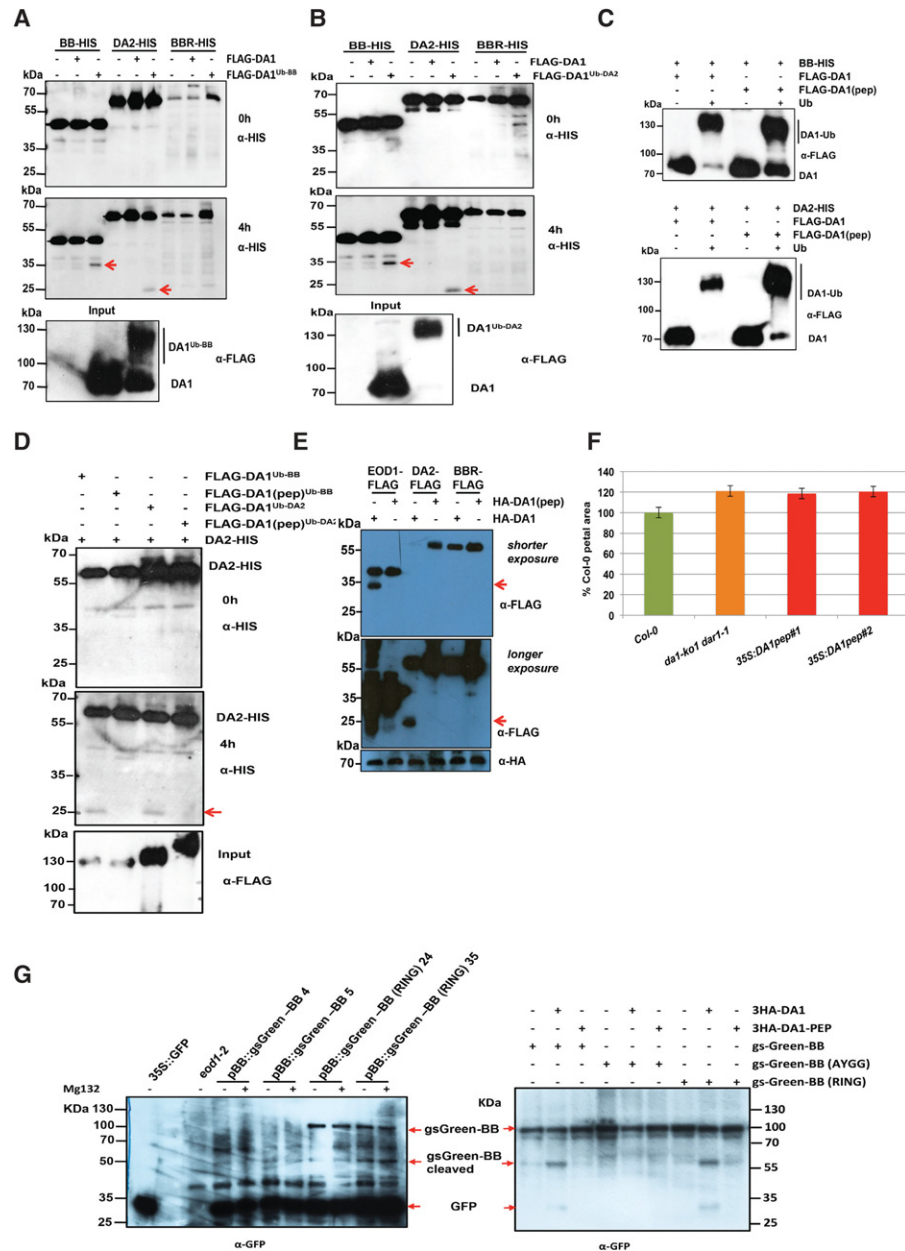 A
BB-HIS DA2-HIS BBR-HIS
- + - - + - - + - FLAG-DA1
kDa - - + - - + - - + FLAG-DA1Ub-BB
70
55
35
25
0h
α-HIS
kDa
70
55
35
25
4h
α-HIS
Input
130
100
70
DA1Ub-BB
α-FLAG
DA1
B
BB-HIS DA2-HIS BBR-HIS
- + - - + - - + - FLAG-DA1
kDa - - + - - + - - + FLAG-DA1Ub-DA2
70
55
35
25
0h
α-HIS
kDa
70
55
35
25
4h
α-HIS
Input
kDa
130
100
70
DA1Ub-DA2
α-FLAG
DA1
C
+ + + + BB-HIS
+ + - - FLAG-DA1
- - + + FLAG-DA1(pep)
kDa - + - + Ub
130
100
70
DA1-Ub
α-FLAG
DA1
+ + + + DA2-HIS
+ + - - FLAG-DA1
- - + + FLAG-DA1(pep)
kDa - + - + Ub
130
100
70
DA1-Ub
α-FLAG
DA1
D
+ FLAG-DA1Ub-BB
+ FLAG-DA1(pep)Ub-BB
+ FLAG-DA1Ub-DA2
+ FLAG-DA1(pep)Ub-DA2
kDa + + + + DA2-HIS
70
55
35
DA2-HIS
0h
α-HIS
kDa
70
55
35
25
DA2-HIS
4h
α-HIS
kDa
130
100
70
Input
α-FLAG
E
EOD1-FLAG DA2-FLAG BBR-FLAG
+ + + HA-DA1(pep)
+ + + HA-DA1
kDa
55
35
25
shorter exposure
α-FLAG
kDa
55
35
25
longer exposure
α-FLAG
kDa
70
α-HA
F
% Col-0 petal area
140
120
100
80
60
40
20
0
Col-0
da1-ko1 dar1-1
35S:DA1pep#1
35S:DA1pep#2
G
35S::GFP
eod1-2
pBB::gsGreen -BB 4
pBB::gsGreen -BB 5
pBB::gsGreen -BB (RING) 24
pBB::gsGreen -BB (RING) 35
Mg132 - - - + - + - + - +
KDa
130
100
70
50
35
25
gsGreen-BB
gsGreen-BB cleaved
GFP
α-GFP
- + - - + - - + - 3HA-DA1
- - + - - + - - + 3HA-DA1-PEP
+ + + - - - - - - gs-Green-BB
- - - + + + - - - gs-Green-BB (AYGG)
- - - - - - + + + gs-Green-BB (RING)
KDa
130
100
70
55
35
25
α-GFP